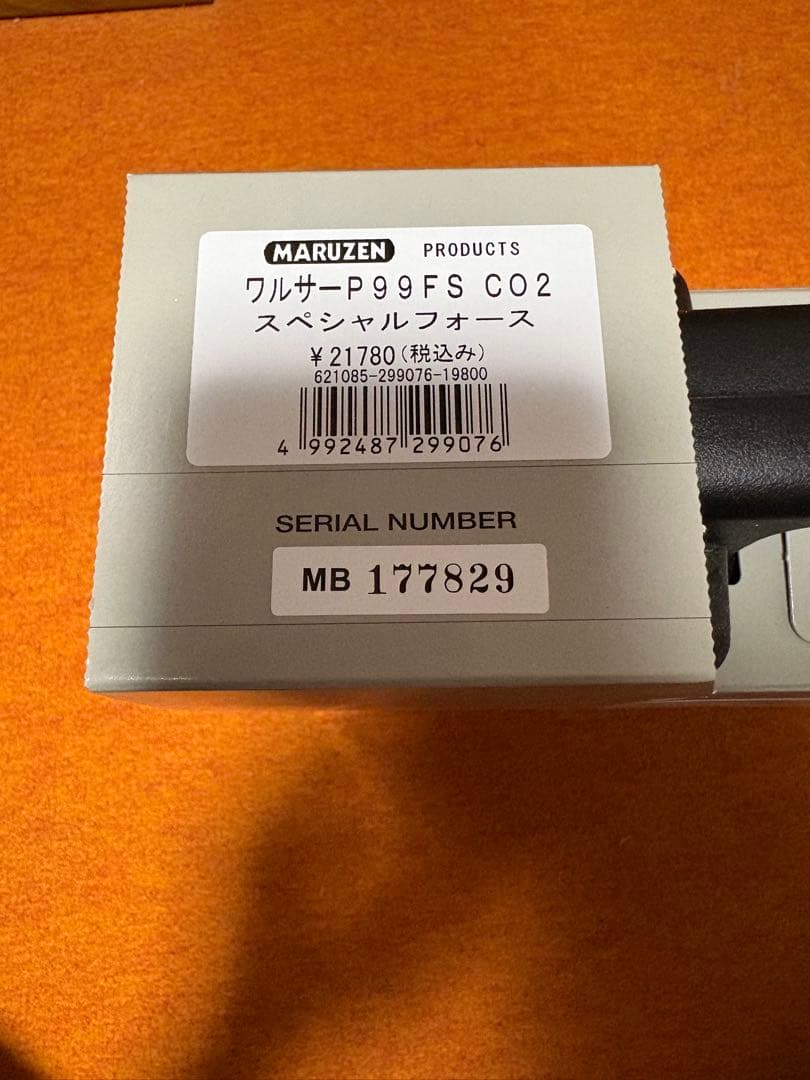 MARUZEN PRODUCTS
ワルサーP99FS CO2
スペシャルフォース
¥21780(税込み)
621085-299076-19800
4 992487 299076
SERIAL NUMBER
MB 177829